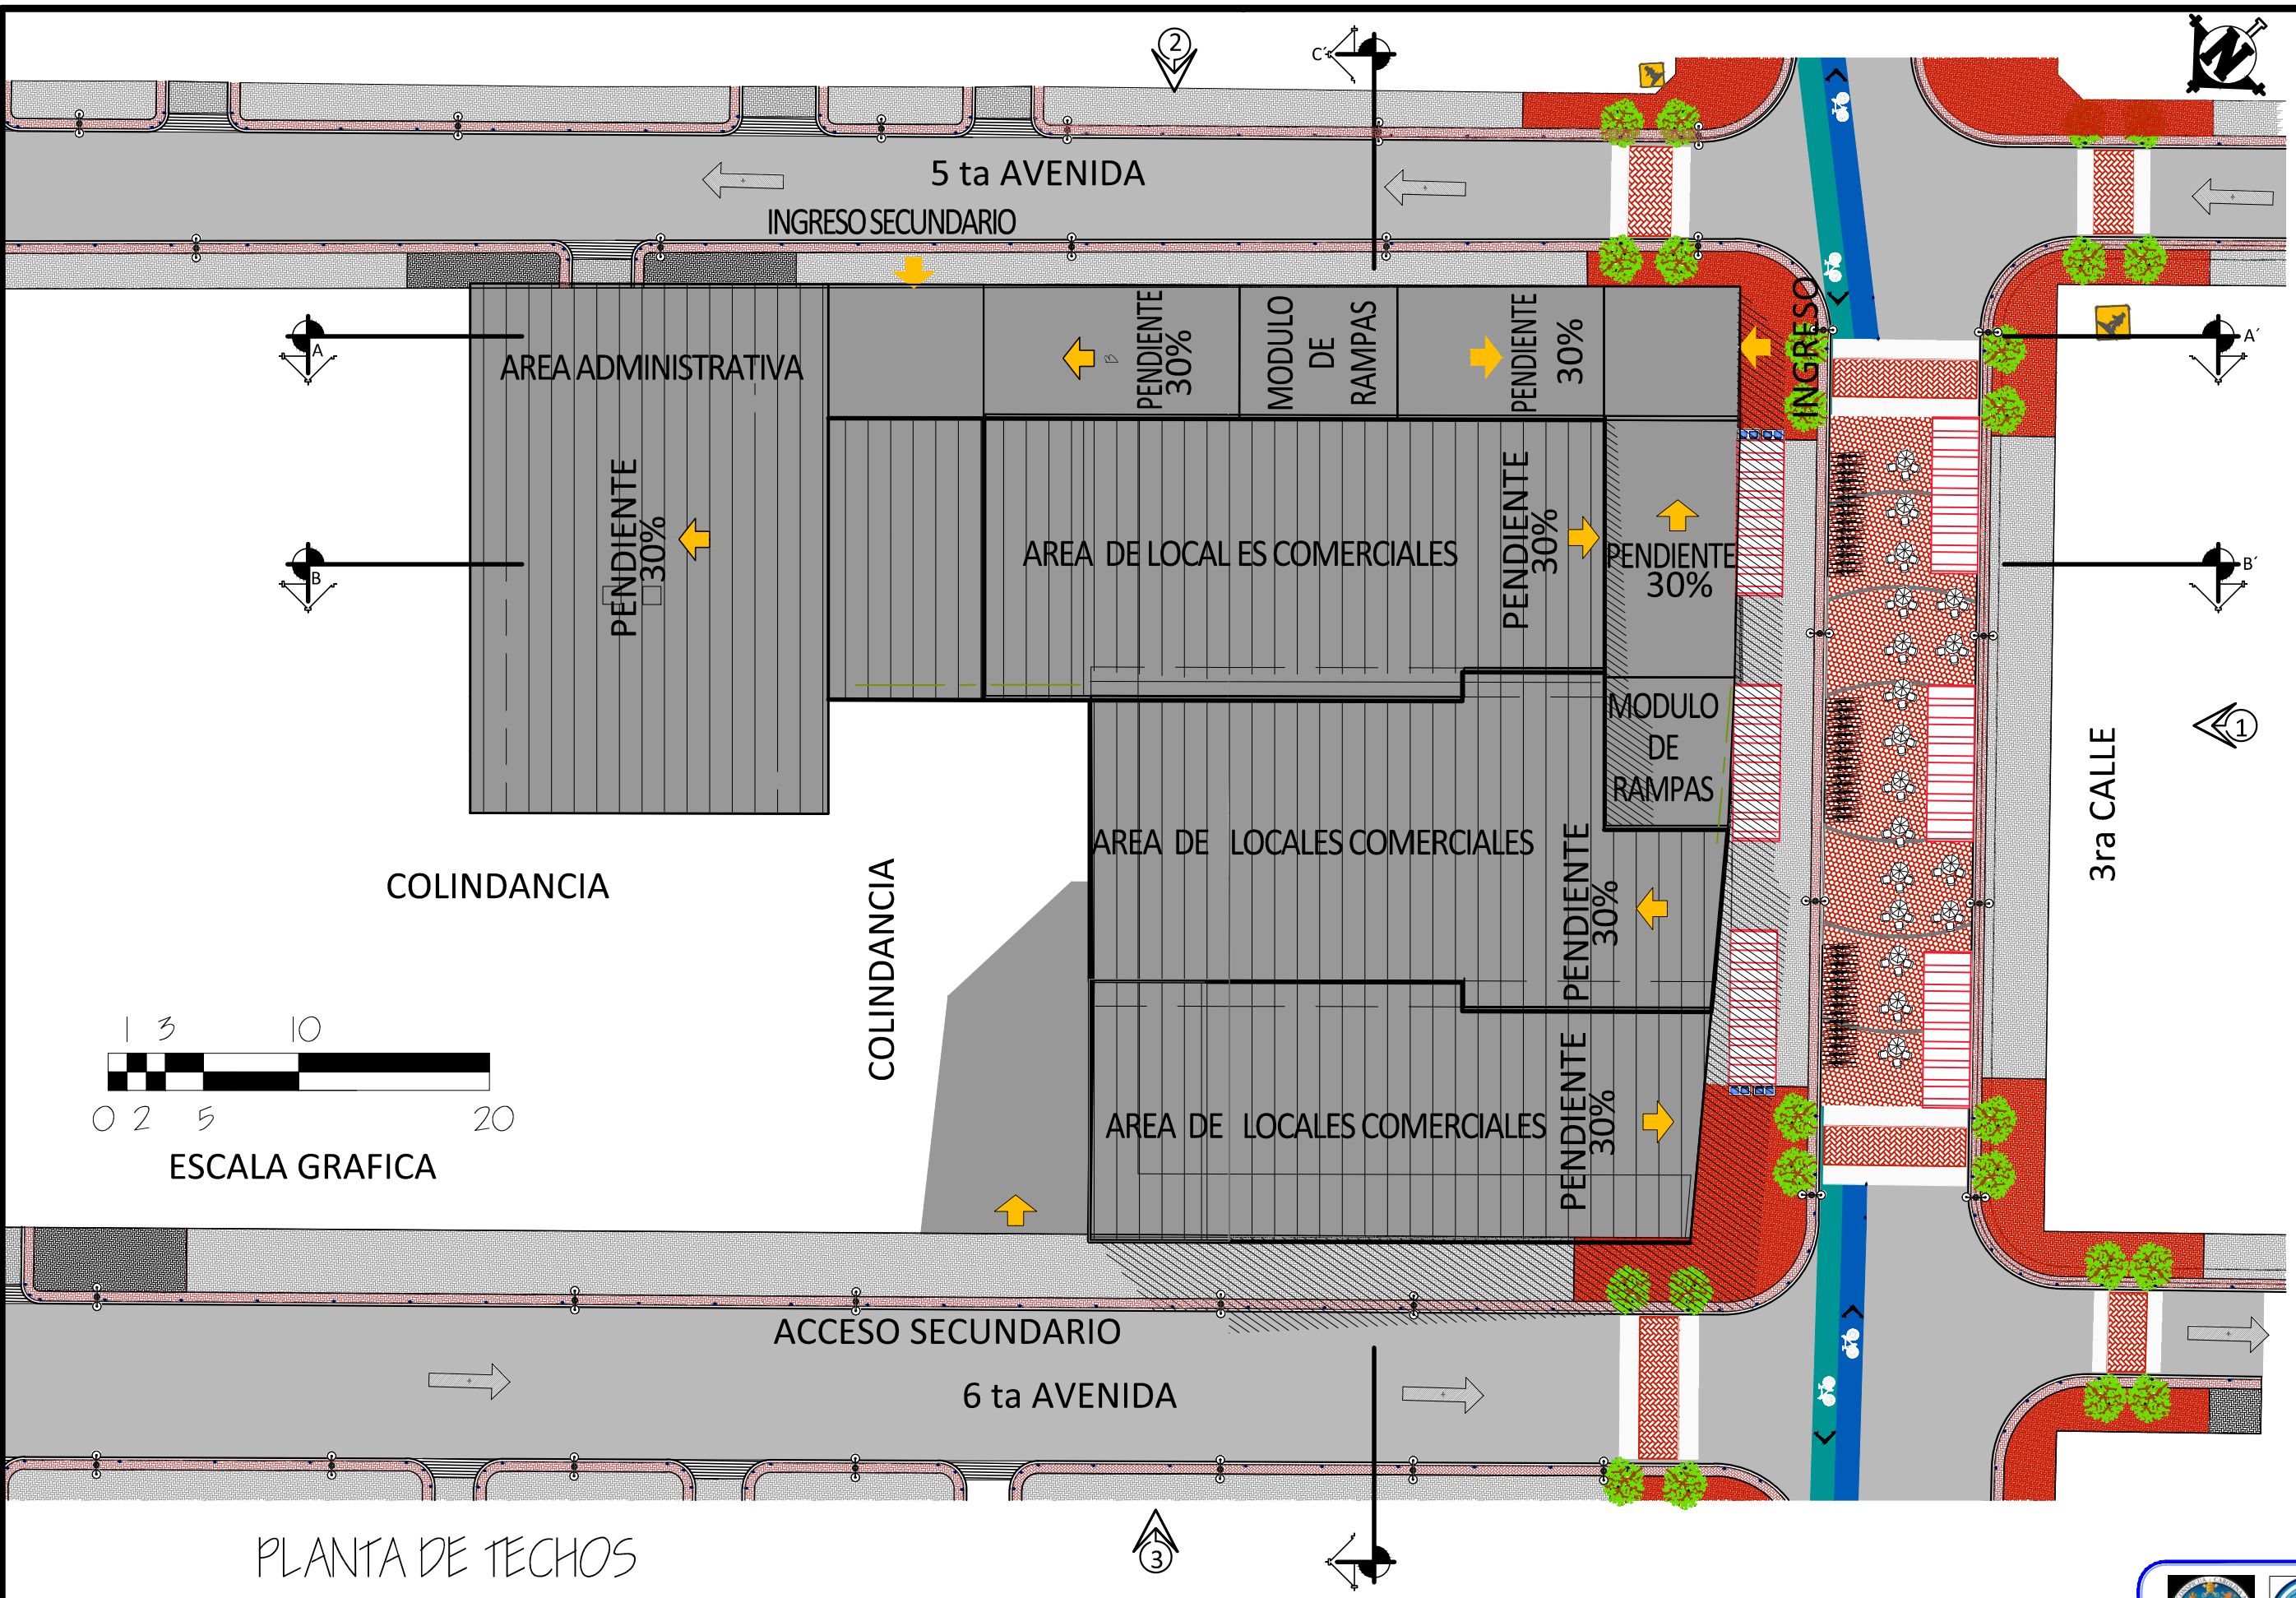 2
C´
N
5 ta AVENIDA
INGRESO SECUNDARIO
INGRESO
A
A´
AREA ADMINISTRATIVA
PENDIENTE
30%
MODULO
DE
RAMPAS
PENDIENTE
30%
PENDIENTE
30%
AREA DE LOCAL ES COMERCIALES
PENDIENTE
30%
PENDIENTE
30%
B
B´
MODULO
DE
RAMPAS
1
3ra CALLE
AREA DE LOCALES COMERCIALES
PENDIENTE
30%
COLINDANCIA
COLINDANCIA
1 3 10
0 2 5 20
ESCALA GRAFICA
AREA DE LOCALES COMERCIALES
PENDIENTE
30%
ACCESO SECUNDARIO
6 ta AVENIDA
PLANTA DE TECHOS
3